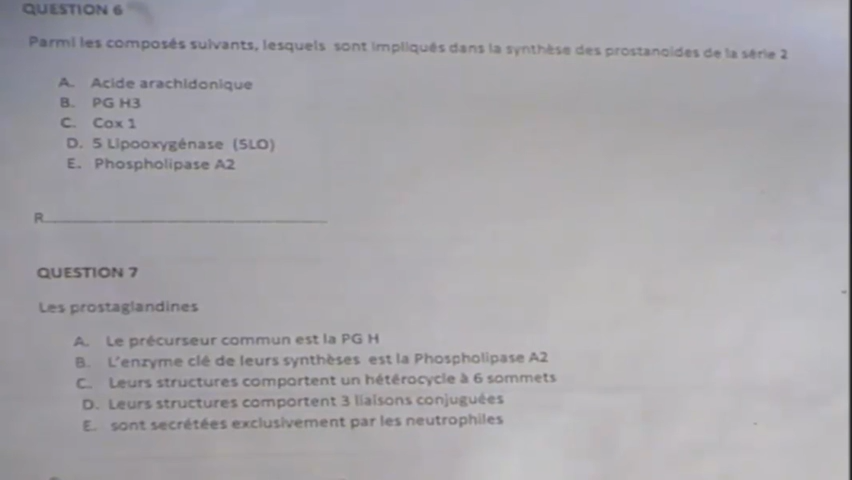 QUESTION 6
Parmi les composés suivants, lesquels sont impliqués dans la synthèse des prostanoides de la série 2
A. Acide arachidonique
B. PG H3
C. Cox 1
D. 5 Lipooxygénase (5LO)
E. Phospholipase A2
R
QUESTION 7
Les prostaglandines
A. Le précurseur commun est la PG H
B. L'enzyme clé de leurs synthèses est la Phospholipase A2
C. Leurs structures comportent un hétérocycle à 6 sommets
D. Leurs structures comportent 3 liaisons conjuguées
E. sont secrétées exclusivement par les neutrophiles